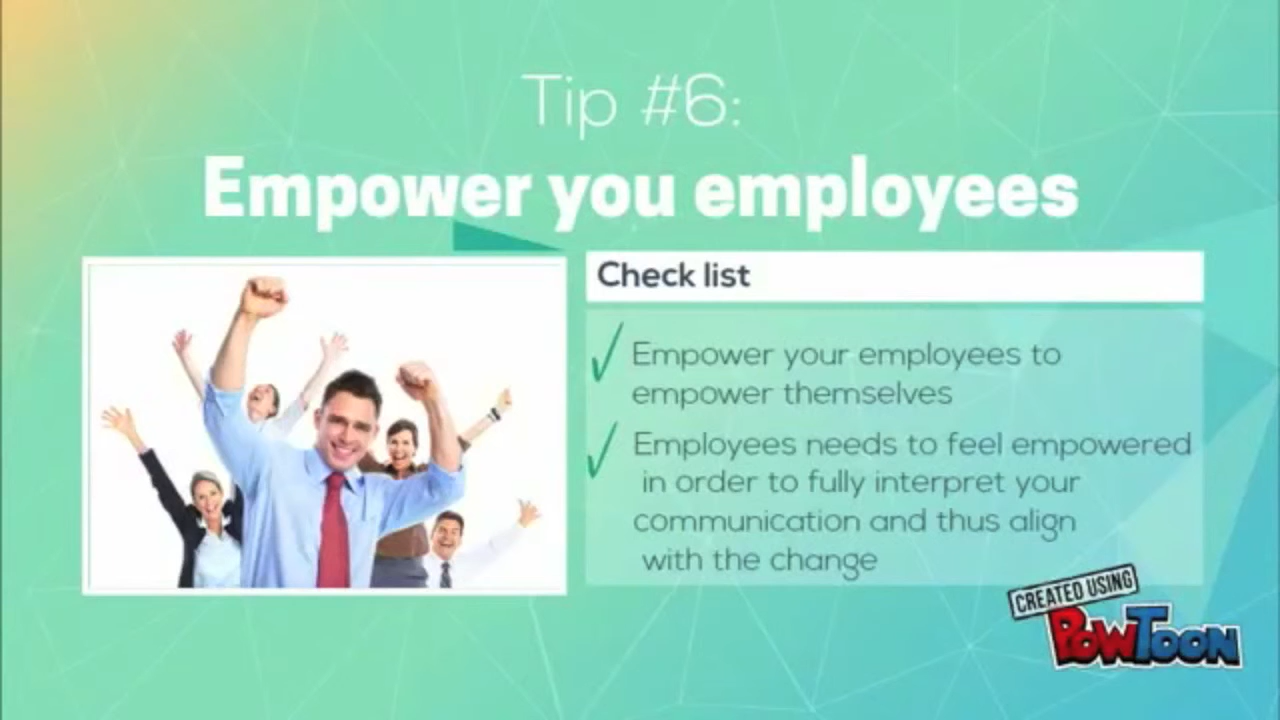 Tip #6:
Empower you employees
Check list
Empower your employees to
empower themselves
Employees needs to feel empowered
in order to fully interpret your
communication and thus align
with the change
CREATED USING
POWTOON